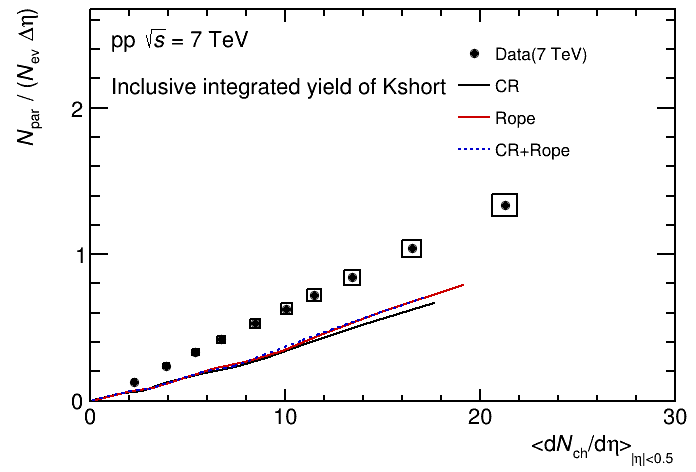 pp √s = 7 TeV
Inclusive integrated yield of Kshort
Data(7 TeV)
CR
Rope
CR+Rope
N_par / (N_ev Δη)
2
1
0
0 10 20 30
<dN_ch/dη>_|η|<0.5